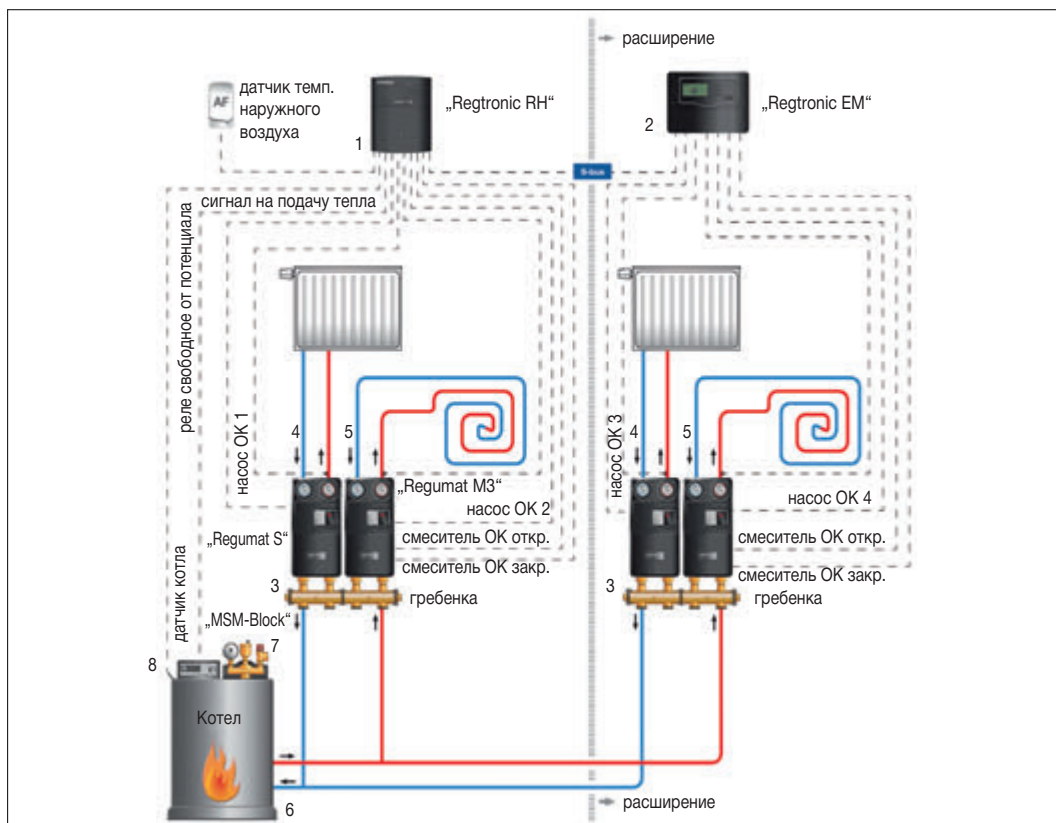 расширение
AF
датчик темп.
наружного
воздуха
„Regtronic RH“
1
„Regtronic EM“
2
S-bus
сигнал на подачу тепла
реле свободное от потенциала
насос ОК 1
насос ОК 3
4
5
4
5
„Regumat M3“
насос ОК 2
насос ОК 4
„Regumat S“
смеситель ОК откр.
смеситель ОК откр.
смеситель ОК закр.
смеситель ОК закр.
3
гребенка
3
гребенка
датчик котла
„MSM-Block“
7
8
Котел
6
расширение